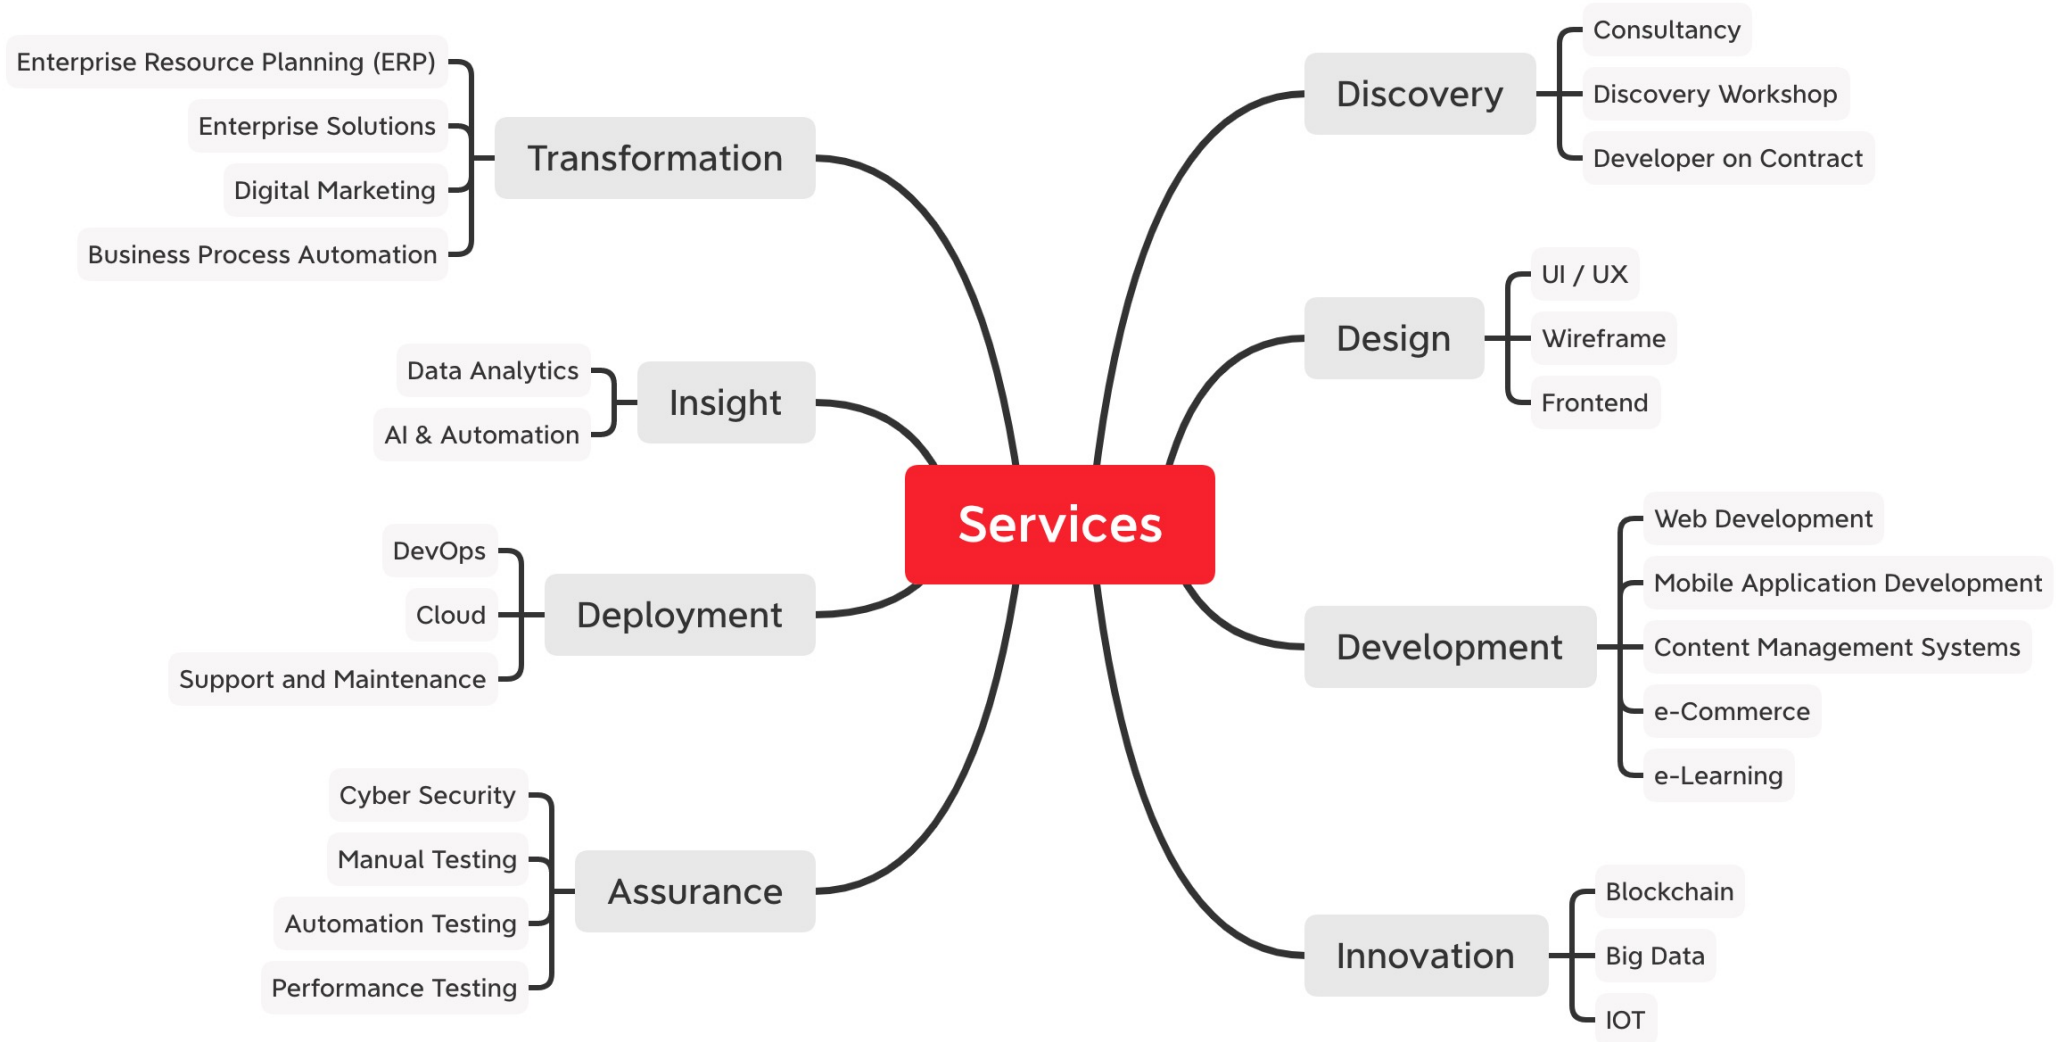 Services
Discovery
Consultancy
Discovery Workshop
Developer on Contract
Design
UI / UX
Wireframe
Frontend
Development
Web Development
Mobile Application Development
Content Management Systems
e-Commerce
e-Learning
Innovation
Blockchain
Big Data
IOT
Transformation
Enterprise Resource Planning (ERP)
Enterprise Solutions
Digital Marketing
Business Process Automation
Insight
Data Analytics
AI & Automation
Deployment
DevOps
Cloud
Support and Maintenance
Assurance
Cyber Security
Manual Testing
Automation Testing
Performance Testing